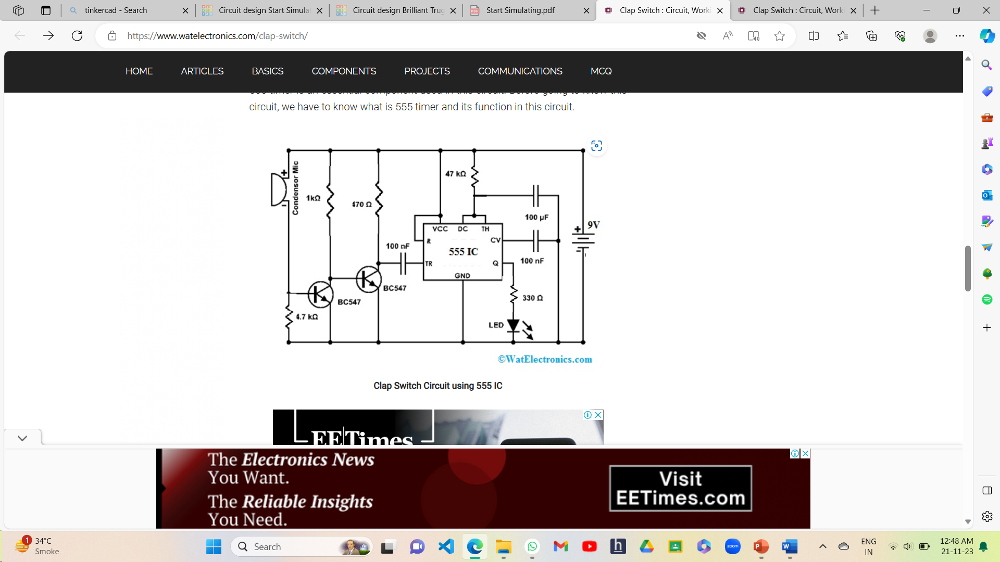 tinkercad - Search
Circuit design Start Simulat
Circuit design Brilliant Trug
Start Simulating.pdf
Clap Switch : Circuit, Worki
Clap Switch : Circuit, Work
https://www.watelectronics.com/clap-switch/
HOME ARTICLES BASICS COMPONENTS PROJECTS COMMUNICATIONS MCQ
circuit, we have to know what is 555 timer and its function in this circuit.
+
Condensor Mic
-
1kΩ
470 Ω
47 kΩ
100 µF
9V
+
-
VCC DC TH
R
CV
555 IC
100 nF
100 nF
TR
Q
GND
BC547
BC547
330 Ω
4.7 kΩ
LED
©WatElectronics.com
Clap Switch Circuit using 555 IC
EETimes
The Electronics News
You Want.
The Reliable Insights
You Need.
Visit
EETimes.com
1
34°C
Smoke
Search
h
zoom
P
W
ENG
IN
12:48 AM
21-11-23